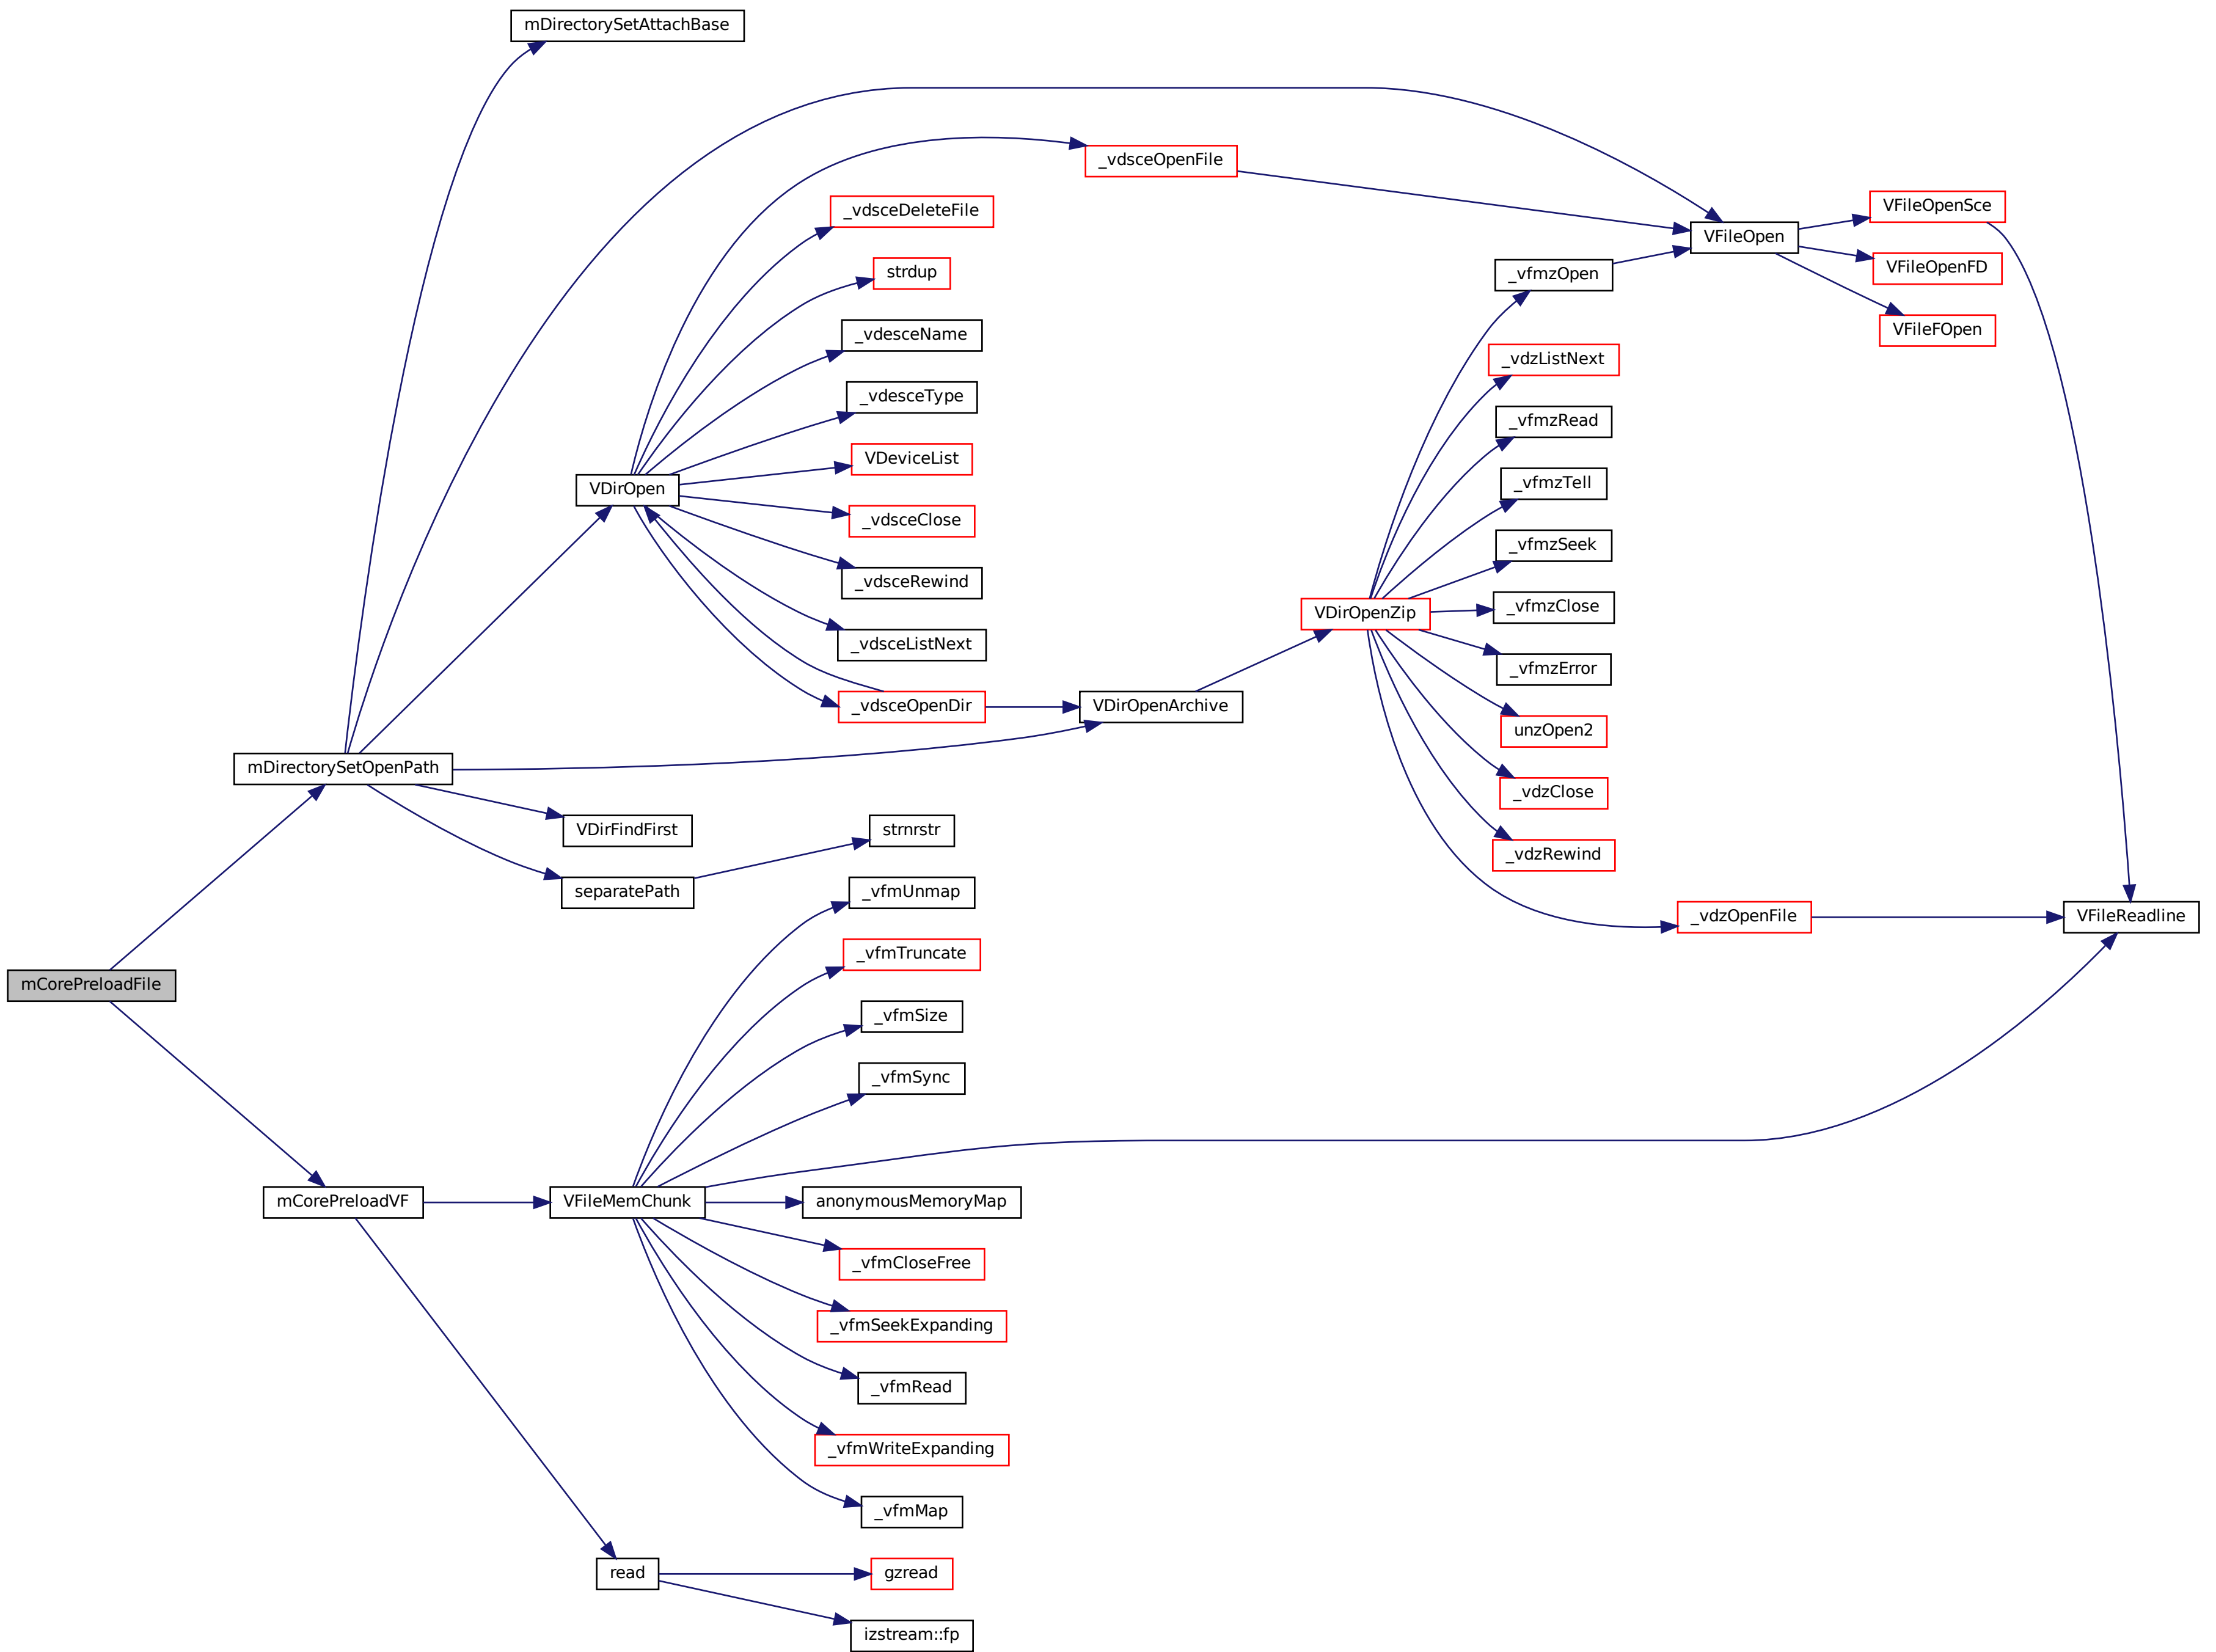 mDirectorySetAttachBase
_vdsceOpenFile
_vdsceDeleteFile
VFileOpenSce
VFileOpen
strdup
_vfmzOpen
VFileOpenFD
_vdesceName
VFileFOpen
_vdzListNext
_vdesceType
_vfmzRead
VDeviceList
VDirOpen
_vfmzTell
_vdsceClose
_vfmzSeek
_vdsceRewind
_vfmzClose
VDirOpenZip
_vdsceListNext
_vfmzError
_vdsceOpenDir
VDirOpenArchive
unzOpen2
mDirectorySetOpenPath
_vdzClose
VDirFindFirst
strnrstr
_vdzRewind
separatePath
_vfmUnmap
_vdzOpenFile
VFileReadline
_vfmTruncate
mCorePreloadFile
_vfmSize
_vfmSync
mCorePreloadVF
VFileMemChunk
anonymousMemoryMap
_vfmCloseFree
_vfmSeekExpanding
_vfmRead
_vfmWriteExpanding
_vfmMap
read
gzread
izstream::fp